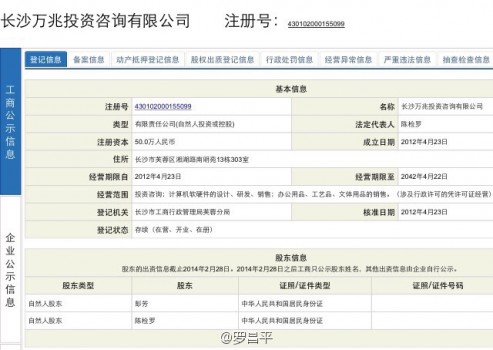 长沙万兆投资咨询有限公司 注册号： 430102000155099
工商公示信息
企业公示信息
登记信息 备案信息 动产抵押登记信息 股权出质登记信息 行政处罚信息 经营异常信息 严重违法信息 抽查检查信息
基本信息
注册号 430102000155099 名称 长沙万兆投资咨询有限公司
类型 有限责任公司(自然人投资或控股) 法定代表人 陈检罗
注册资本 50.0万人民币 成立日期 2012年4月23日
住所 长沙市芙蓉区湘湖路南明苑13栋303室
经营期限自 2012年4月23日 经营期限至 2042年4月22日
经营范围 投资咨询；计算机软硬件的设计、研发、销售；办公用品、工艺品、文体用品的销售。（涉及行政许可的凭许可证经营）
登记机关 长沙市工商行政管理局芙蓉分局 核准日期 2012年4月23日
登记状态 存续（在营、开业、在册）
股东信息
股东的出资信息截止2014年2月28日。2014年2月28日之后工商只公示股东姓名，其他出资信息由企业自行公示。
股东类型 股东 证照/证件类型 证照/证件号码
自然人股东 彭芳 中华人民共和国居民身份证
自然人股东 陈检罗 中华人民共和国居民身份证
@罗昌平